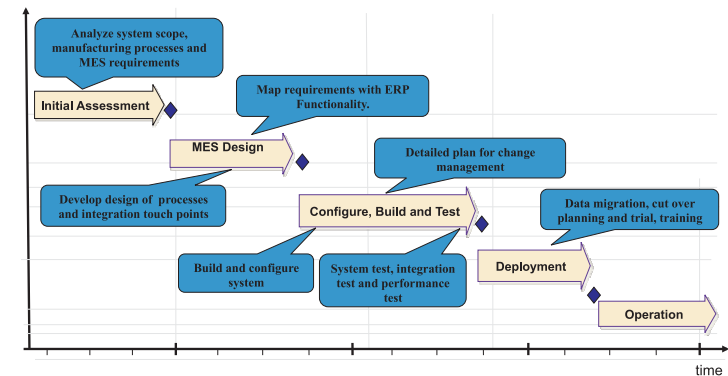 Analyze system scope,
manufacturing processes and
MES requirements
Initial Assessment
Map requirements with ERP
Functionality.
MES Design
Develop design of processes
and integration touch points
Detailed plan for change
management
Configure, Build and Test
Build and configure
system
System test, integration
test and performance
test
Data migration, cut over
planning and trial, training
Deployment
Operation
time